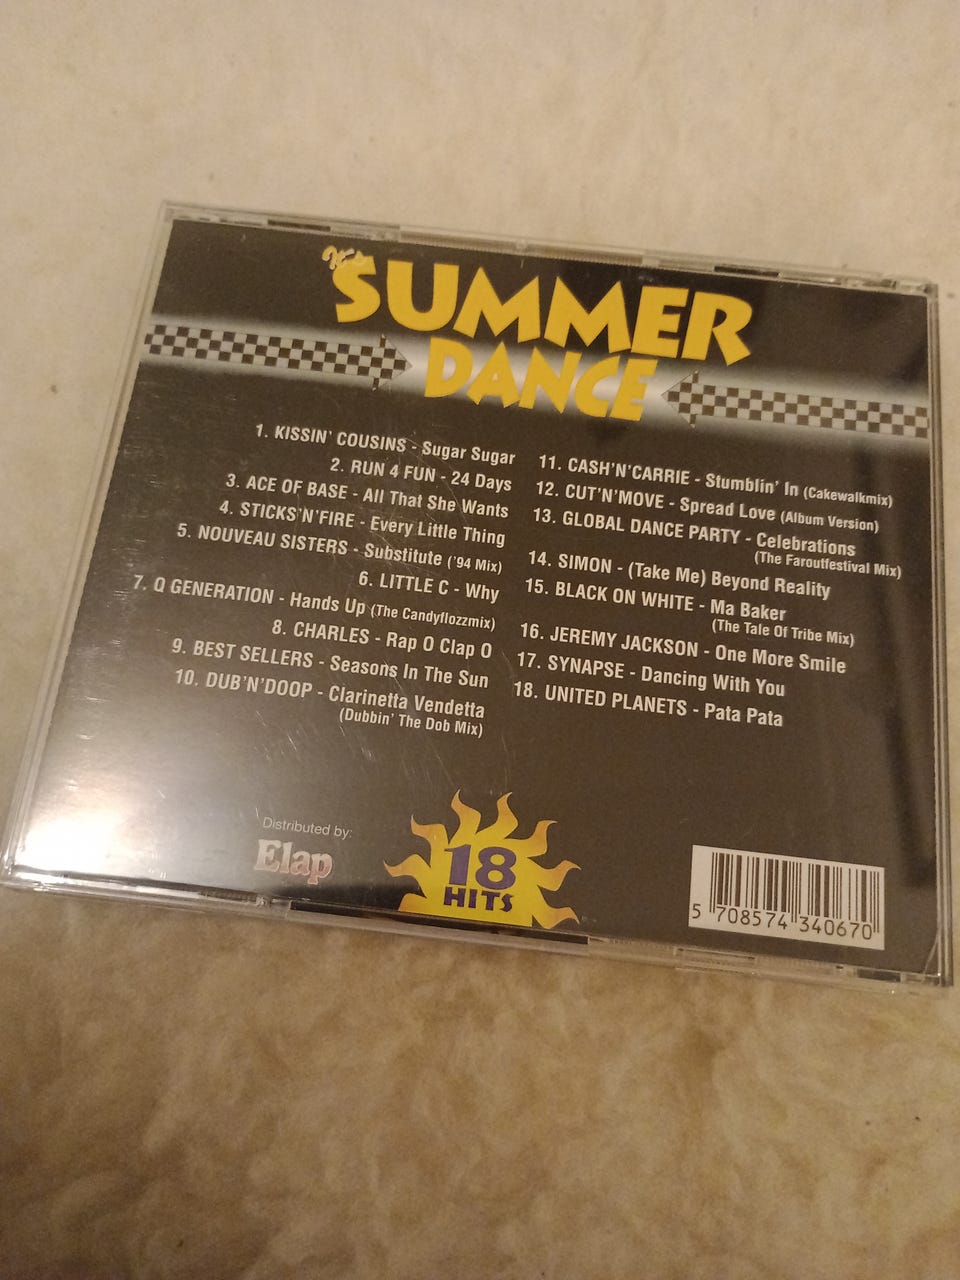 It's
SUMMER
DANCE
1. KISSIN' COUSINS - Sugar Sugar
2. RUN 4 FUN - 24 Days
3. ACE OF BASE - All That She Wants
4. STICKS'N'FIRE - Every Little Thing
5. NOUVEAU SISTERS - Substitute ('94 Mix)
6. LITTLE C - Why
7. Q GENERATION - Hands Up (The Candyflozzmix)
8. CHARLES - Rap O Clap O
9. BEST SELLERS - Seasons In The Sun
10. DUB'N'DOOP - Clarinetta Vendetta
(Dubbin' The Dob Mix)
11. CASH'N'CARRIE - Stumblin' In (Cakewalkmix)
12. CUT'N'MOVE - Spread Love (Album Version)
13. GLOBAL DANCE PARTY - Celebrations
(The Faroutfestival Mix)
14. SIMON - (Take Me) Beyond Reality
15. BLACK ON WHITE - Ma Baker
(The Tale Of Tribe Mix)
16. JEREMY JACKSON - One More Smile
17. SYNAPSE - Dancing With You
18. UNITED PLANETS - Pata Pata
Distributed by:
Elap
18
HITS
5 708574 340670